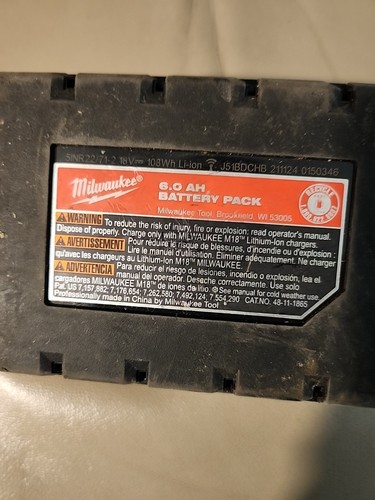 5INR22/71-2 18V⎓ 108Wh Li-Ion J51BDCHB 211124 0150346
Milwaukee®
6.0 AH
BATTERY PACK
Milwaukee Tool, Brookfield, WI 53005
RECYCLE
WARNING To reduce the risk of injury, fire or explosion: read operator's manual.
Dispose of properly. Charge only with MILWAUKEE M18™ Lithium-Ion chargers.
AVERTISSEMENT Pour réduire le risque de blessures, d'incendie ou d'explosion :
Lire le manuel d'utilisation. Éliminer adéquatement. Ne charger
qu'avec les chargeurs au Lithium-Ion M18™ MILWAUKEE.
ADVERTENCIA Para reducir el riesgo de lesiones, incendio o explosión, lea el
manual del operador. Deseche correctamente. Use solo
cargadores MILWAUKEE M18™ de iones de litio. See manual for cold weather use.
Pat. US 7,157,882; 7,176,654; 7,262,580; 7,492,124; 7,554,290 CAT.NO. 48-11-1865
Professionally made in China by Milwaukee Tool